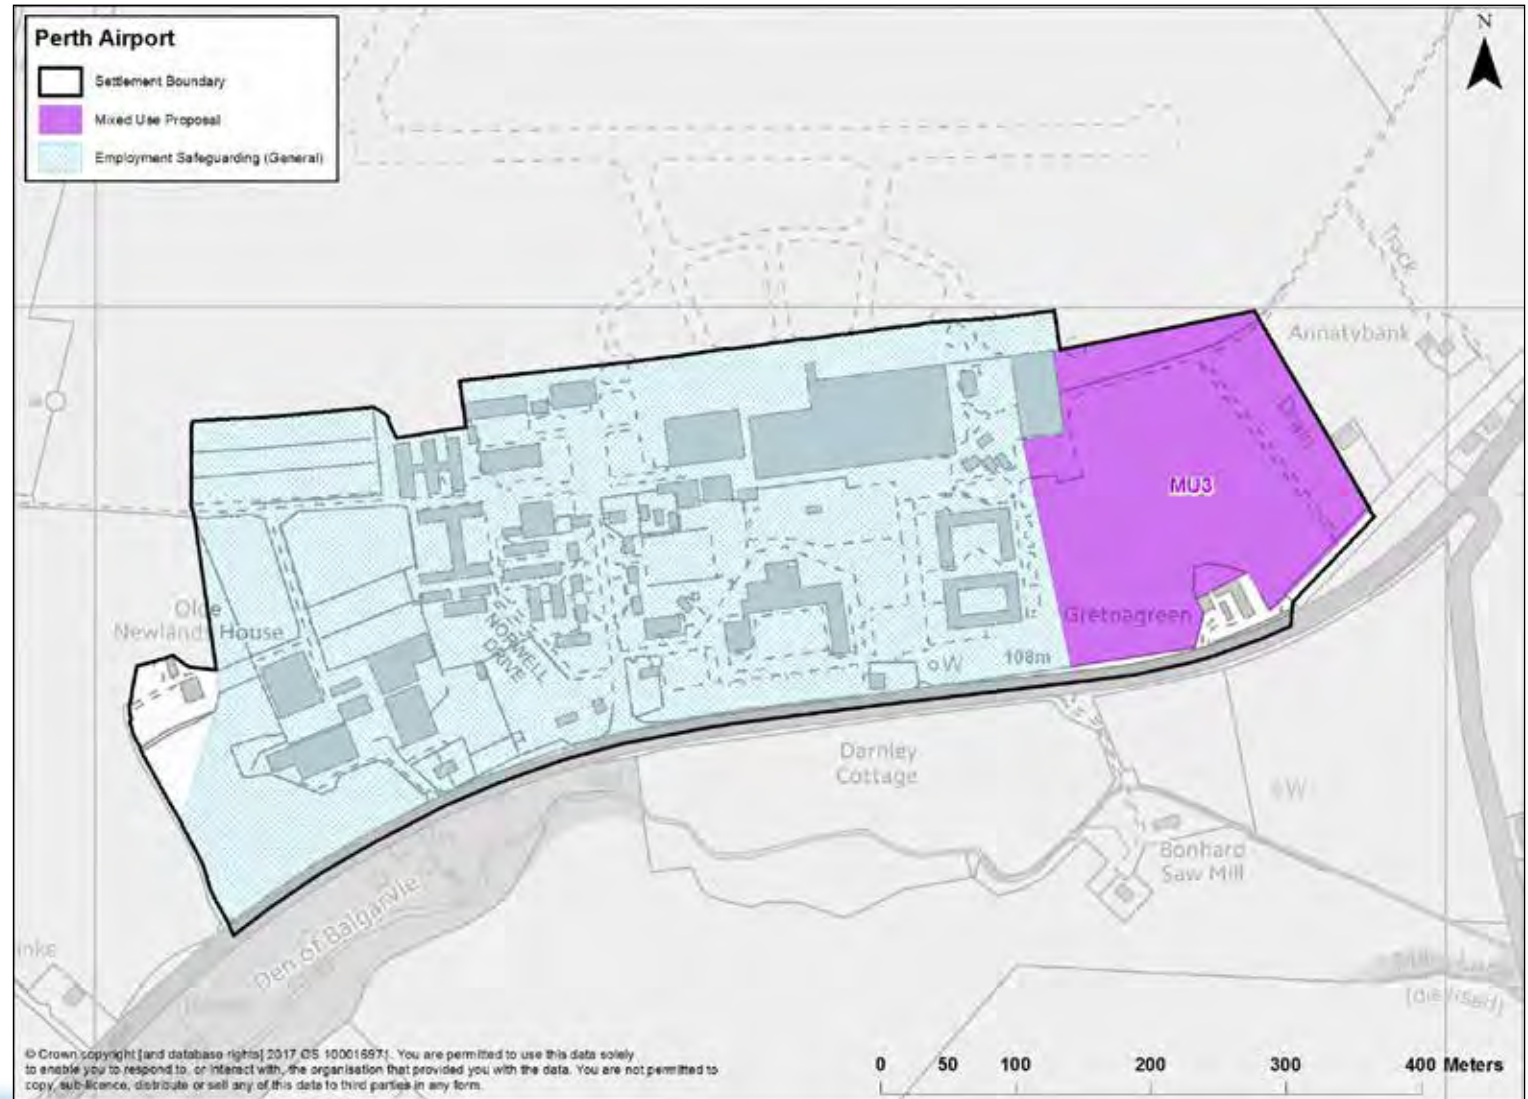 Perth Airport
Settlement Boundary
Mixed Use Proposal
Employment Safeguarding (General)
N
Track
Annatybank
Drain
MU3
Olde
Newlands House
Gretnagreen
NORWELL
DRIVE
W
108m
Darnley
Cottage
W
Bonhard
Saw Mill
Den of Balgarvie
(disused)
© Crown copyright [and database rights] 2017 OS 100016971. You are permitted to use this data solely
to enable you to respond to, or interact with, the organisation that provided you with the data. You are not permitted to
copy, sub-licence, distribute or sell any of this data to third parties in any form.
0 50 100 200 300 400 Meters